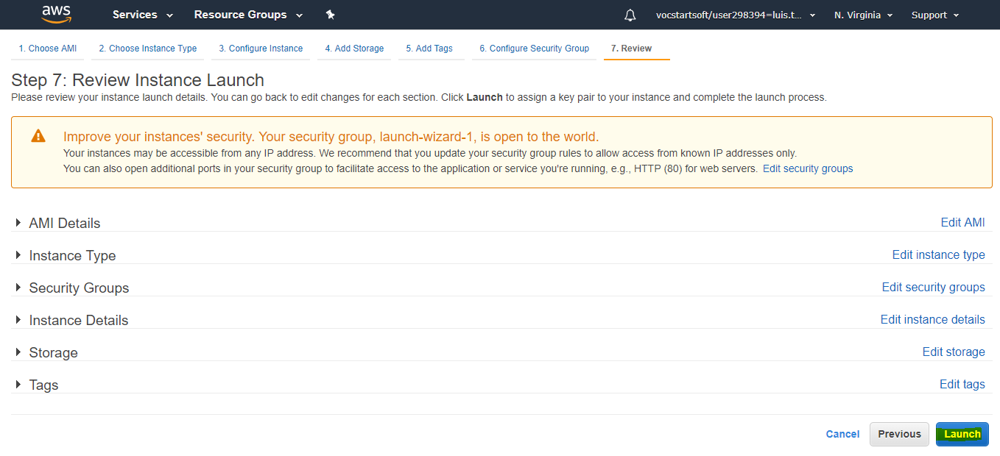 aws
Services
Resource Groups
vocstartsoft/user298394=luis.t...
N. Virginia
Support
1. Choose AMI
2. Choose Instance Type
3. Configure Instance
4. Add Storage
5. Add Tags
6. Configure Security Group
7. Review
Step 7: Review Instance Launch
Please review your instance launch details. You can go back to edit changes for each section. Click Launch to assign a key pair to your instance and complete the launch process.
Improve your instances' security. Your security group, launch-wizard-1, is open to the world.
Your instances may be accessible from any IP address. We recommend that you update your security group rules to allow access from known IP addresses only.
You can also open additional ports in your security group to facilitate access to the application or service you're running, e.g., HTTP (80) for web servers. Edit security groups
AMI Details
Edit AMI
Instance Type
Edit instance type
Security Groups
Edit security groups
Instance Details
Edit instance details
Storage
Edit storage
Tags
Edit tags
Cancel
Previous
Launch